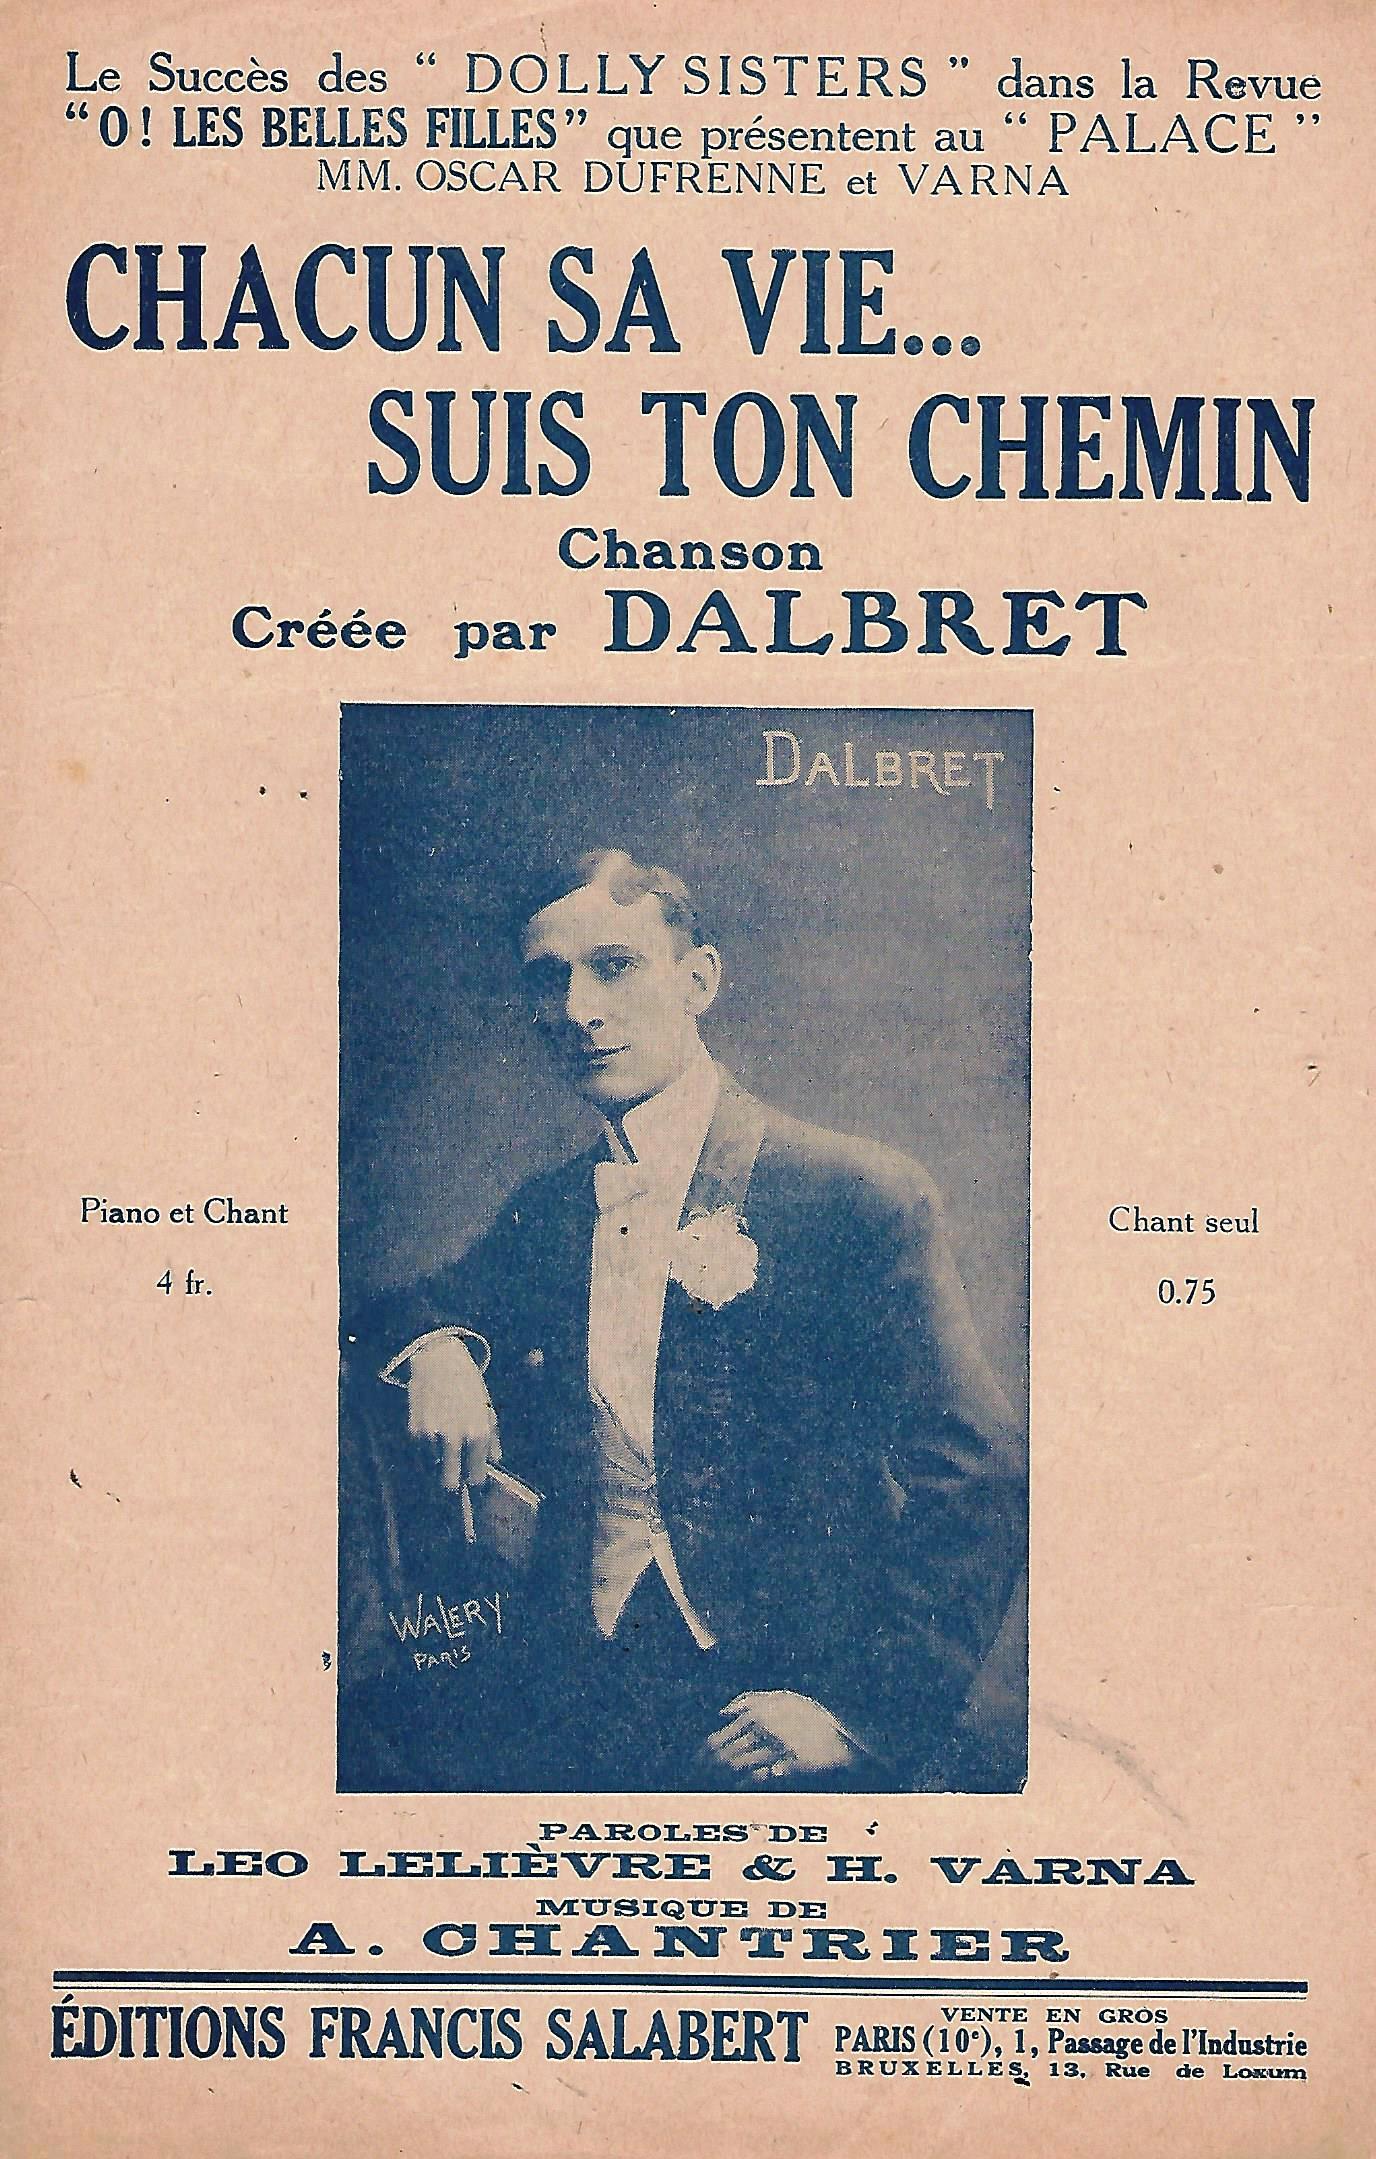 Le Succès des “ DOLLY SISTERS ” dans la Revue
“O! LES BELLES FILLES” que présentent au “ PALACE ”
MM. OSCAR DUFRENNE et VARNA
CHACUN SA VIE...
SUIS TON CHEMIN
Chanson
Créée par DALBRET
DALBRET
Piano et Chant
4 fr.
Chant seul
0.75
WALERY
PARIS
PAROLES DE
LEO LELIÈVRE & H. VARNA
MUSIQUE DE
A. CHANTRIER
ÉDITIONS FRANCIS SALABERT
VENTE EN GROS
PARIS (10e), 1, Passage de l'Industrie
BRUXELLES, 13, Rue de Loxum